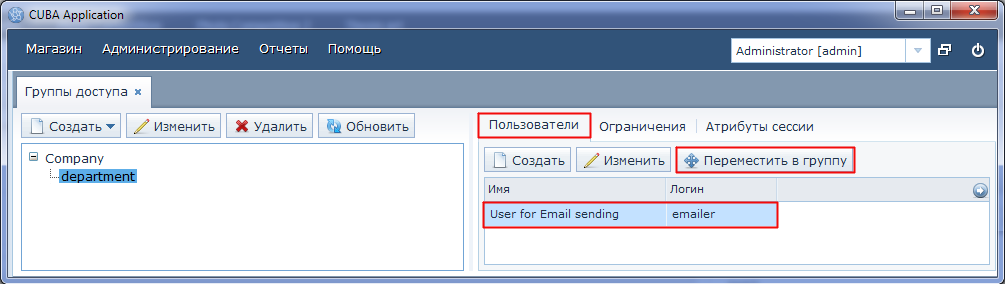 CUBA Application
Магазин Администрирование Отчеты Помощь
Administrator [admin]
Группы доступа
Создать Изменить Удалить Обновить
Company
department
Пользователи Ограничения Атрибуты сессии
Создать Изменить Переместить в группу
Имя Логин
User for Email sending emailer